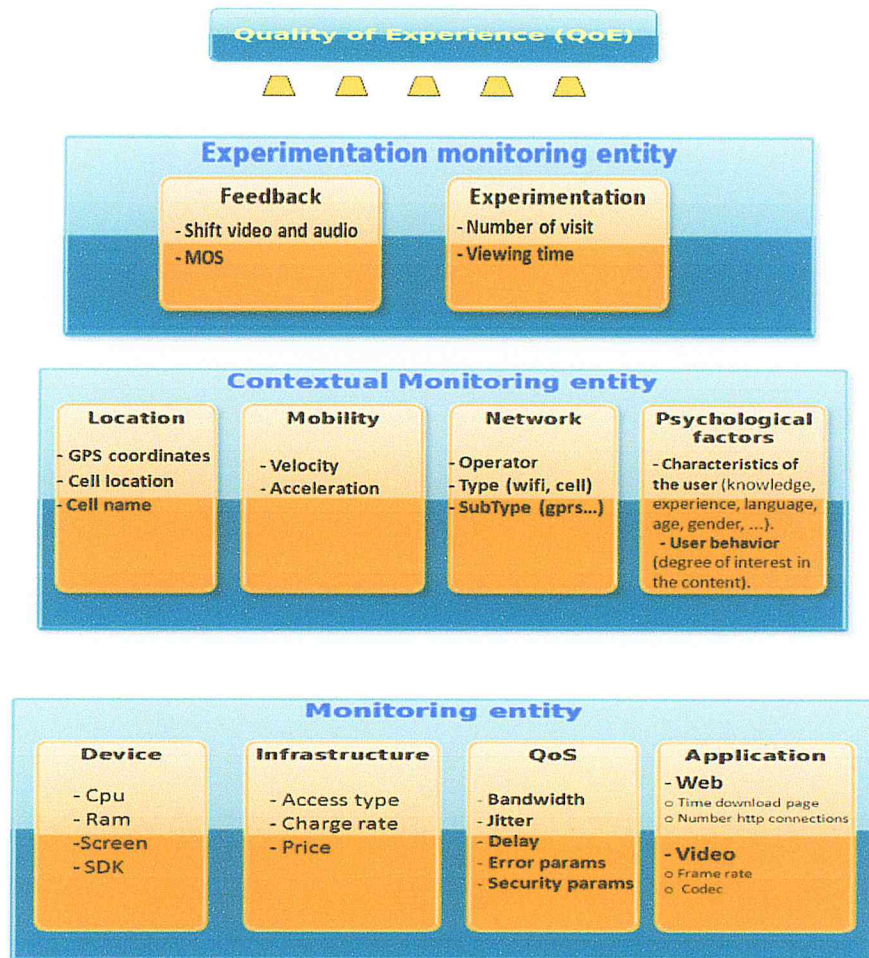 Quality of Experience (QoE)
Experimentation monitoring entity
Feedback
- Shift video and audio
- MOS
Experimentation
- Number of visit
- Viewing time
Contextual Monitoring entity
Location
- GPS coordinates
- Cell location
- Cell name
Mobility
- Velocity
- Acceleration
Network
- Operator
- Type (wifi, cell)
- SubType (gprs...)
Psychological
factors
- Characteristics of
the user (knowledge,
experience, language,
age, gender, ...).
- User behavior
(degree of interest in
the content).
Monitoring entity
Device
- Cpu
- Ram
-Screen
- SDK
Infrastructure
- Access type
- Charge rate
- Price
QoS
- Bandwidth
- Jitter
- Delay
- Error params
- Security params
Application
- Web
o Time download page
o Number http connections
- Video
o Frame rate
o Codec